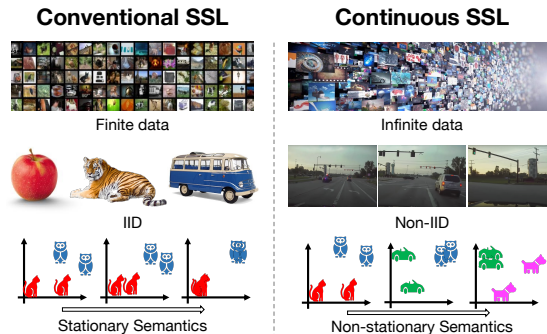 Conventional SSL
Continuous SSL
Finite data
Infinite data
IID
Non-IID
Stationary Semantics
Non-stationary Semantics